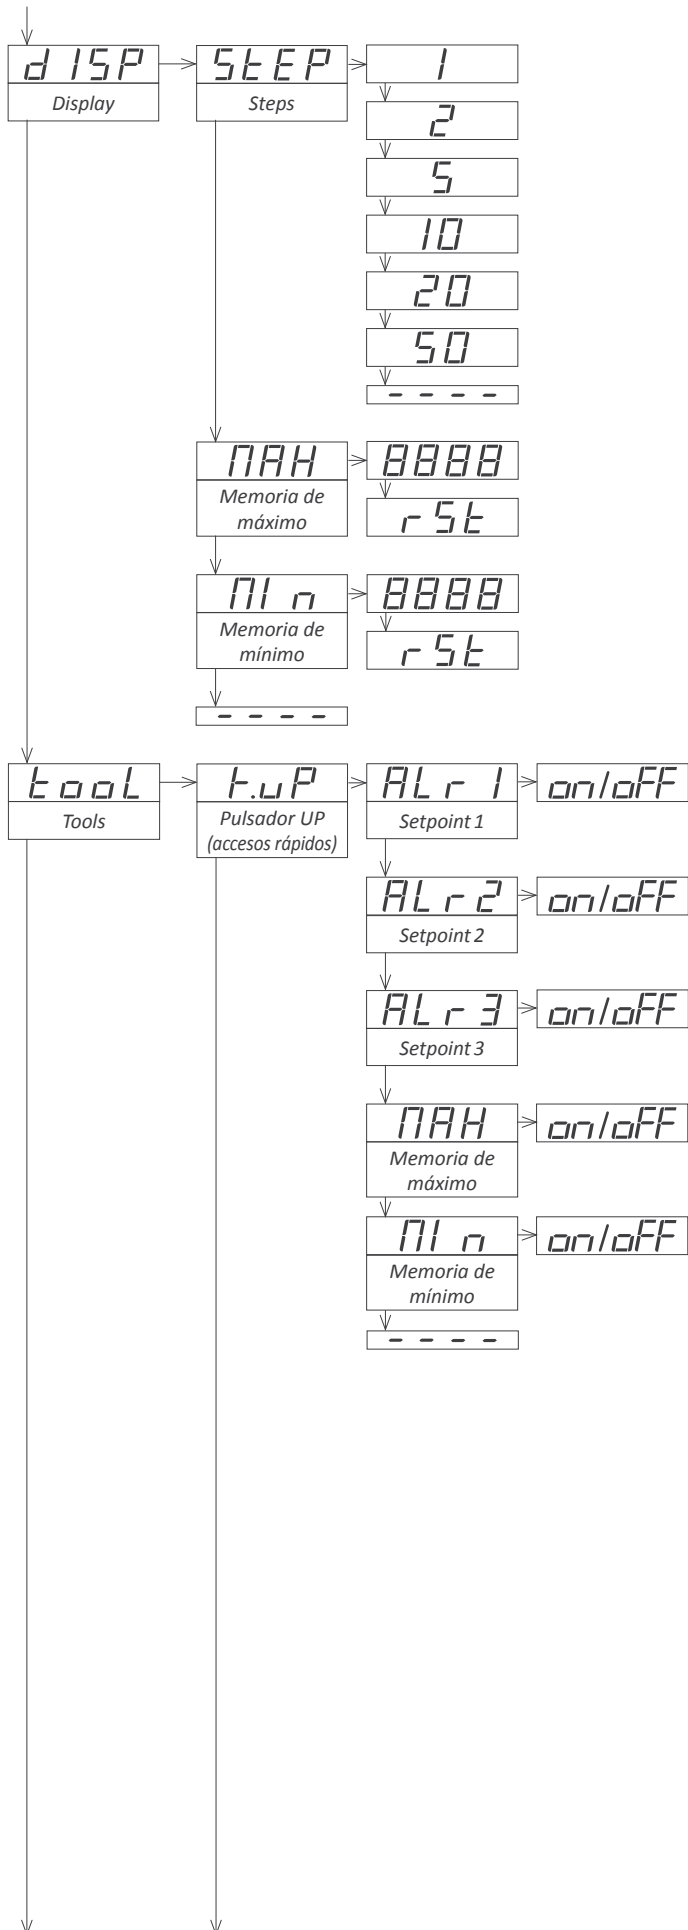 dISP
Display
StEP
Steps
1
2
5
10
20
50
- - - -
MAH
Memoria de
máximo
8888
rSt
MIn
Memoria de
mínimo
8888
rSt
- - - -
tooL
Tools
K.uP
Pulsador UP
(accesos rápidos)
ALr1
Setpoint 1
on/oFF
ALr2
Setpoint 2
on/oFF
ALr3
Setpoint 3
on/oFF
MAH
Memoria de
máximo
on/oFF
MIn
Memoria de
mínimo
on/oFF
- - - -